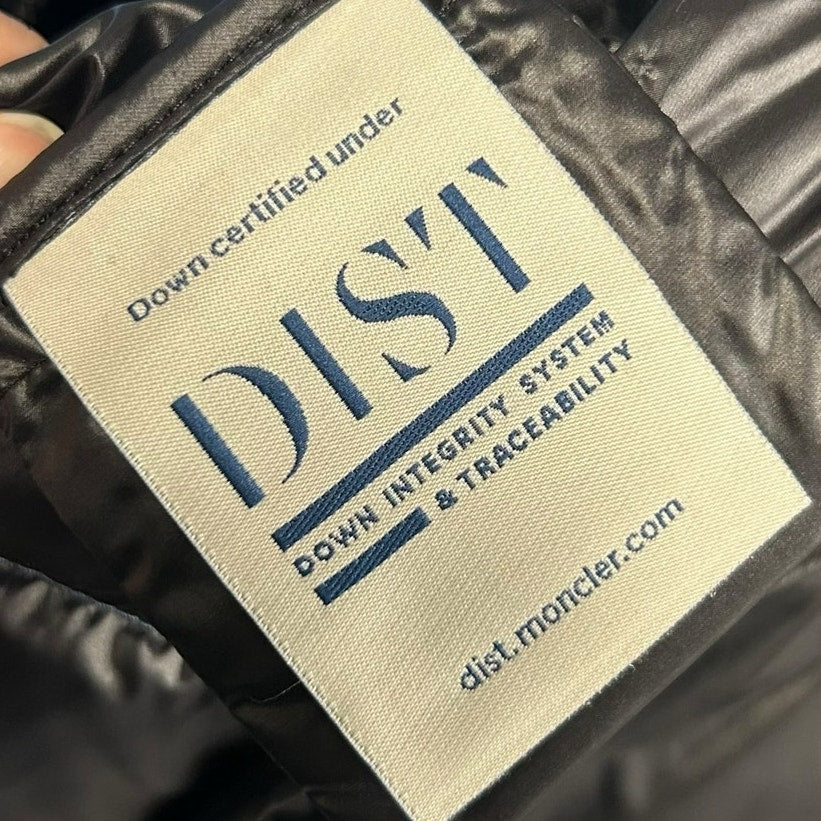 Down certified under
DIST
DOWN INTEGRITY SYSTEM
& TRACEABILITY
dist.moncler.com